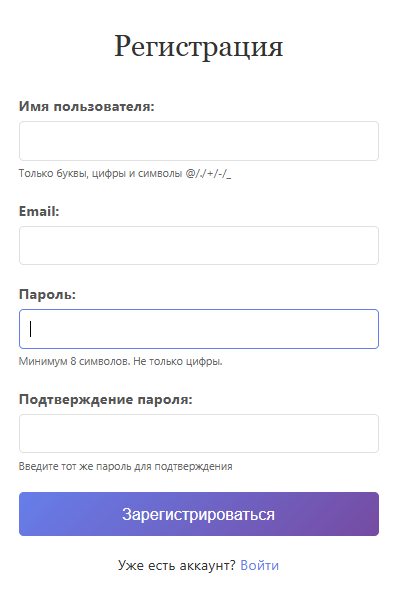 Регистрация
Имя пользователя:
Только буквы, цифры и символы @/./+/-/_
Email:
Пароль:
Минимум 8 символов. Не только цифры.
Подтверждение пароля:
Введите тот же пароль для подтверждения
Зарегистрироваться
Уже есть аккаунт? Войти